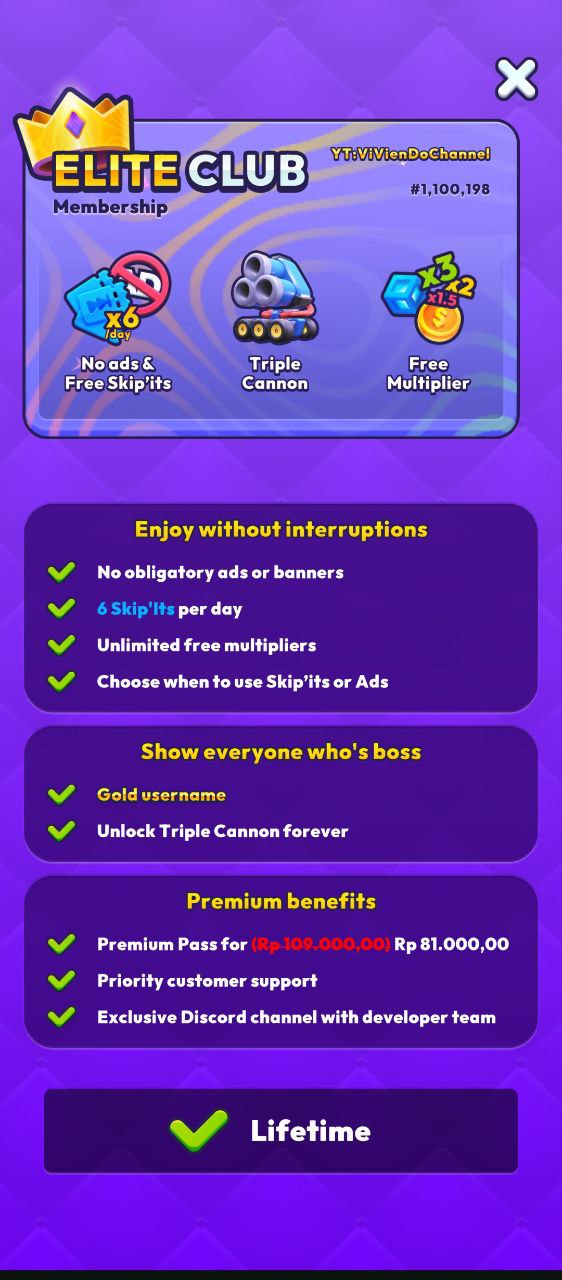 ELITE CLUB
YT:ViVienDoChannel
#1,100,198
Membership
AD
x6
/day
x3
x2
x1.5
No ads &
Free Skip'its
Triple
Cannon
Free
Multiplier
Enjoy without interruptions
No obligatory ads or banners
6 Skip'Its per day
Unlimited free multipliers
Choose when to use Skip'its or Ads
Show everyone who's boss
Gold username
Unlock Triple Cannon forever
Premium benefits
Premium Pass for (Rp 109.000,00) Rp 81.000,00
Priority customer support
Exclusive Discord channel with developer team
Lifetime